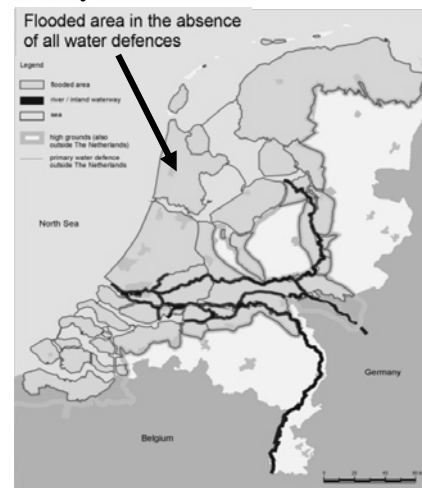 Flooded area in the absence
of all water defences
Legend
flooded area
river / inland waterway
sea
high grounds (also
outside The Netherlands)
primary water defence
outside The Netherlands
North Sea
Germany
Belgium